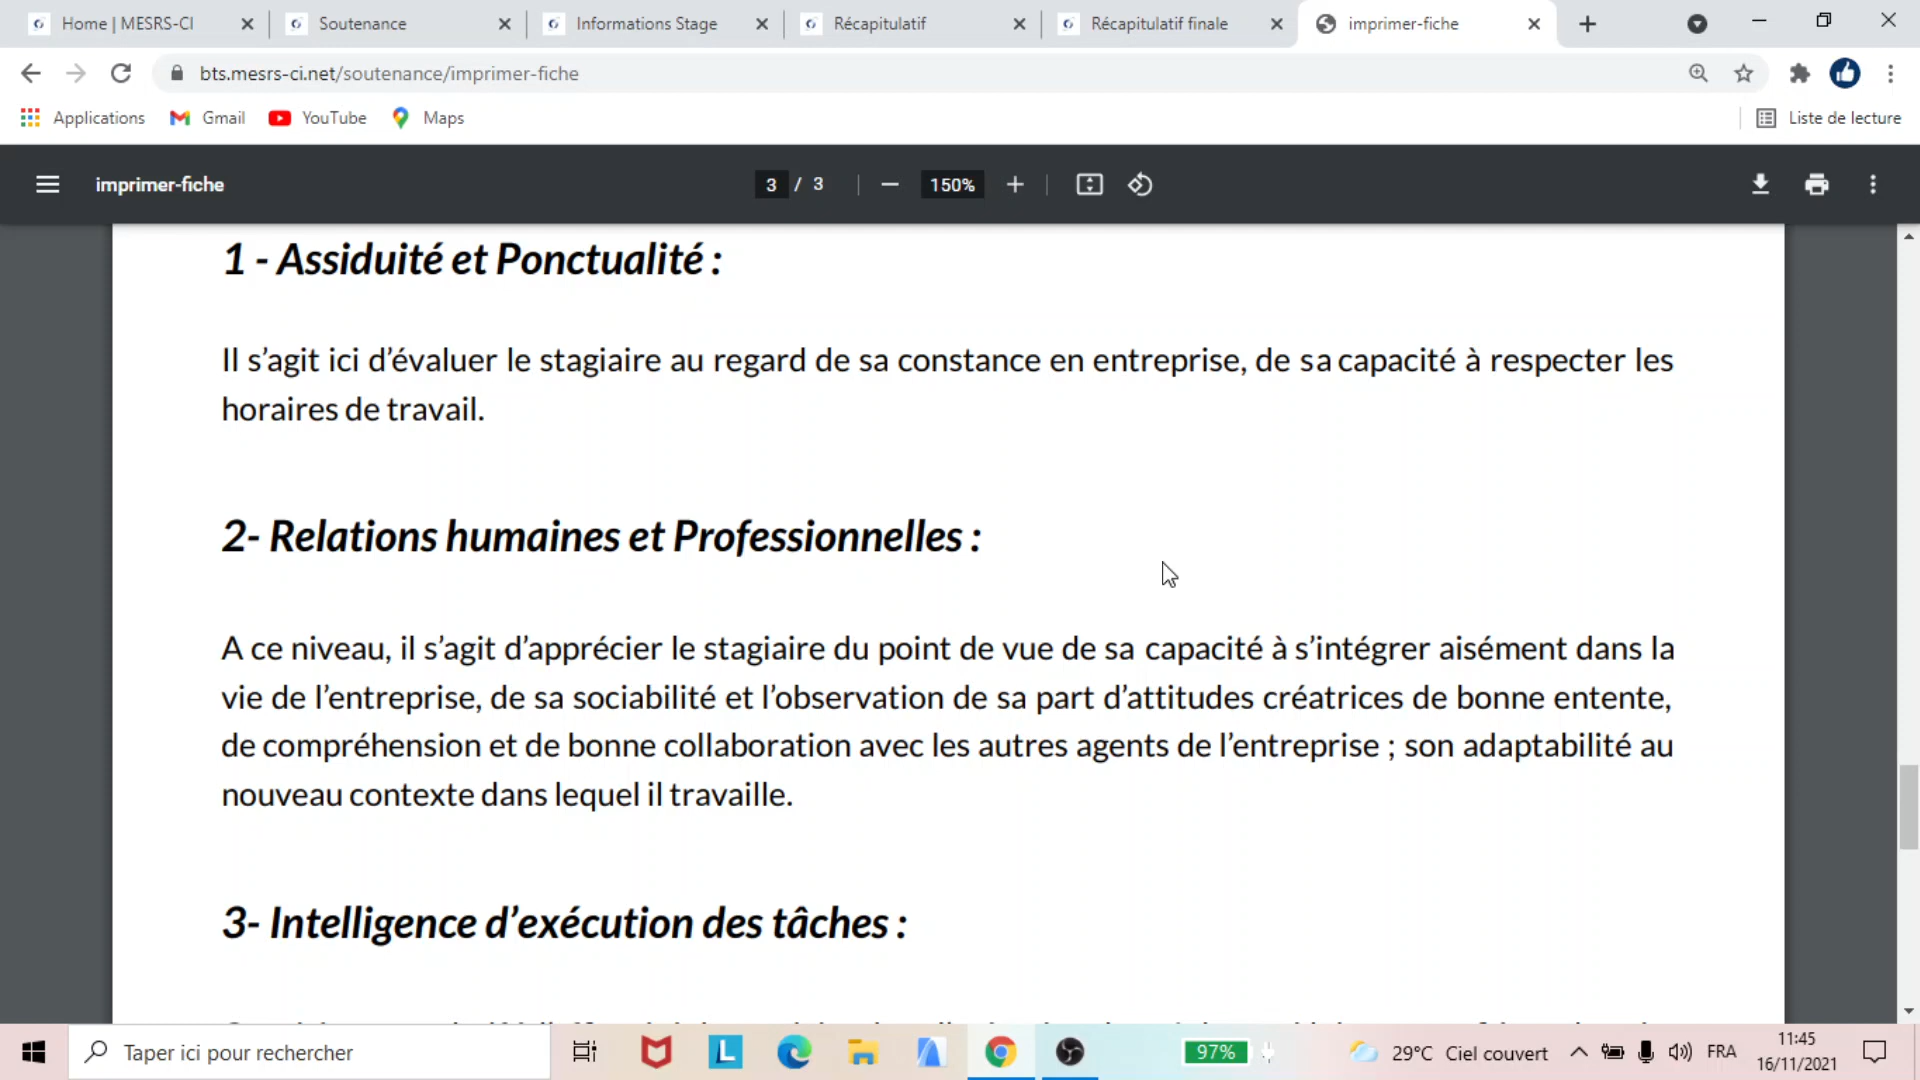 Home | MESRS-CI
Soutenance
Informations Stage
Récapitulatif
Récapitulatif finale
imprimer-fiche
bts.mesrs-ci.net/soutenance/imprimer-fiche
Applications
Gmail
YouTube
Maps
Liste de lecture
imprimer-fiche
3 / 3
150%
1 - Assiduité et Ponctualité :
Il s’agit ici d’évaluer le stagiaire au regard de sa constance en entreprise, de sa capacité à respecter les
horaires de travail.
2- Relations humaines et Professionnelles :
A ce niveau, il s’agit d’apprécier le stagiaire du point de vue de sa capacité à s’intégrer aisément dans la
vie de l’entreprise, de sa sociabilité et l’observation de sa part d’attitudes créatrices de bonne entente,
de compréhension et de bonne collaboration avec les autres agents de l’entreprise ; son adaptabilité au
nouveau contexte dans lequel il travaille.
3- Intelligence d’exécution des tâches :
Taper ici pour rechercher
L
97%
29°C Ciel couvert
FRA
11:45
16/11/2021